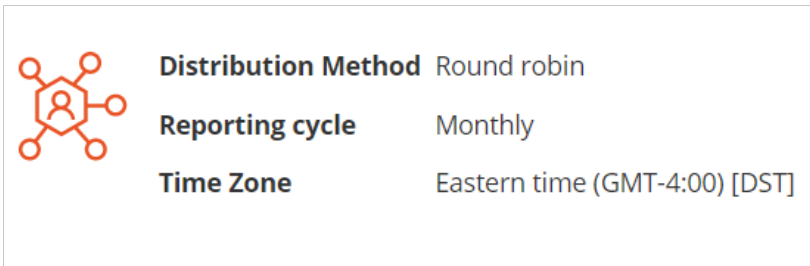 Distribution Method Round robin
Reporting cycle Monthly
Time Zone Eastern time (GMT-4:00) [DST]